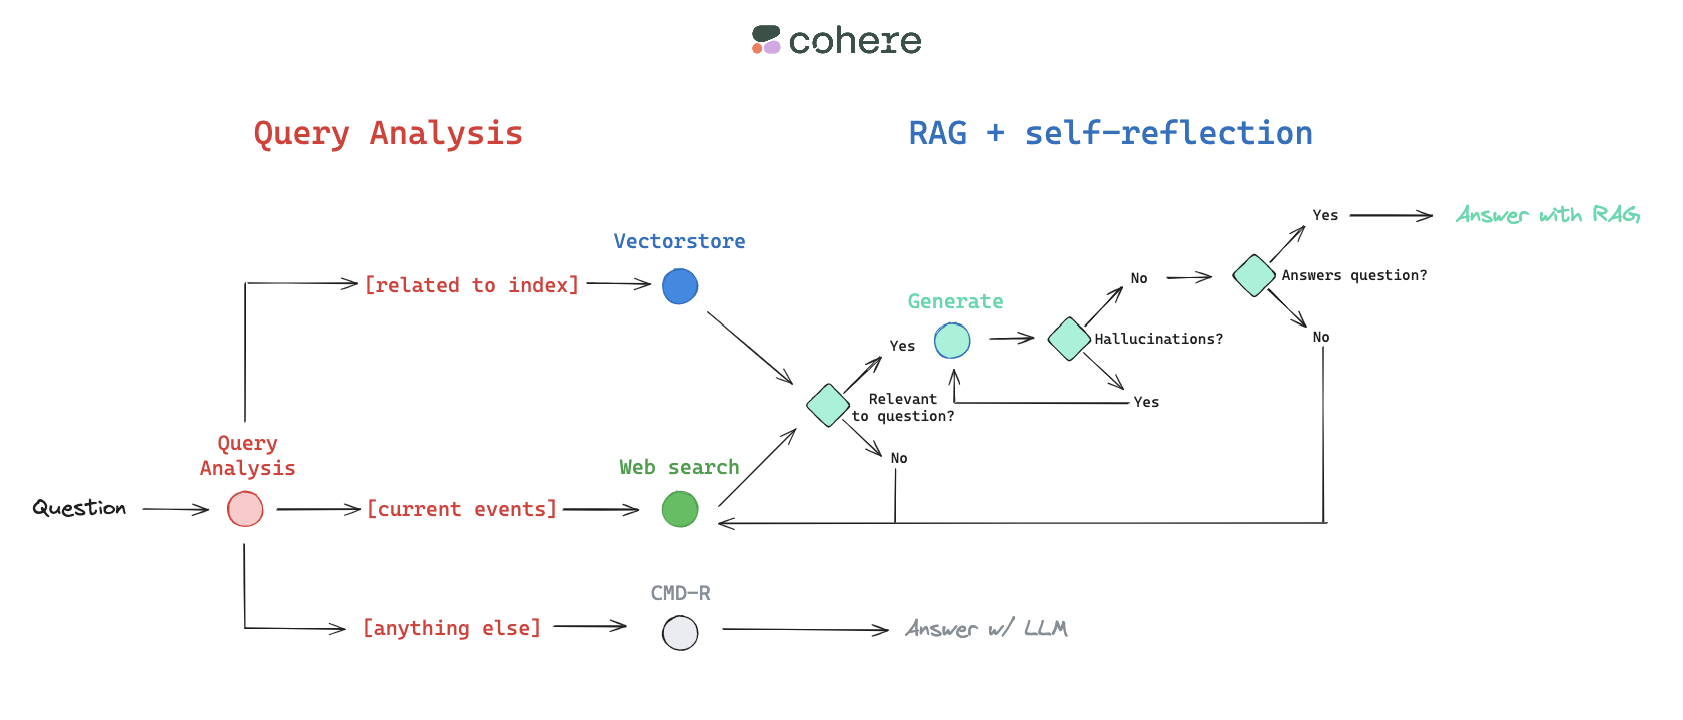 cohere
Query Analysis
RAG + self-reflection
Yes
Answer with RAG
Vectorstore
Answers question?
No
[related to index]
Generate
No
Yes
Hallucinations?
Relevant
to question?
Yes
Query
Analysis
Web search
No
Question
[current events]
CMD-R
[anything else]
Answer w/ LLM